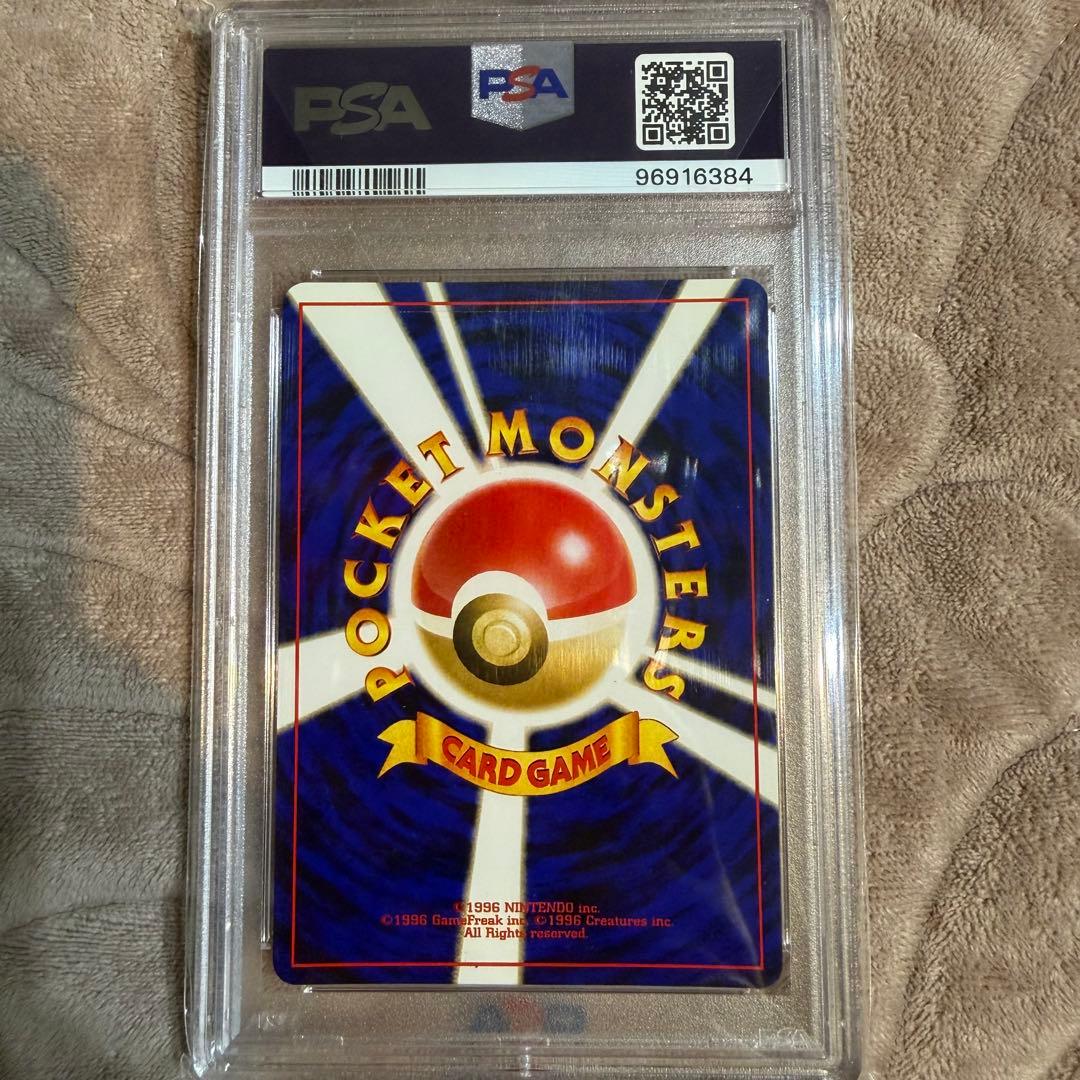 PSA
PSA
96916384
POCKET MONSTERS
CARD GAME
©1996 NINTENDO inc.
©1996 GameFreak inc. ©1996 Creatures inc.
All Rights reserved.